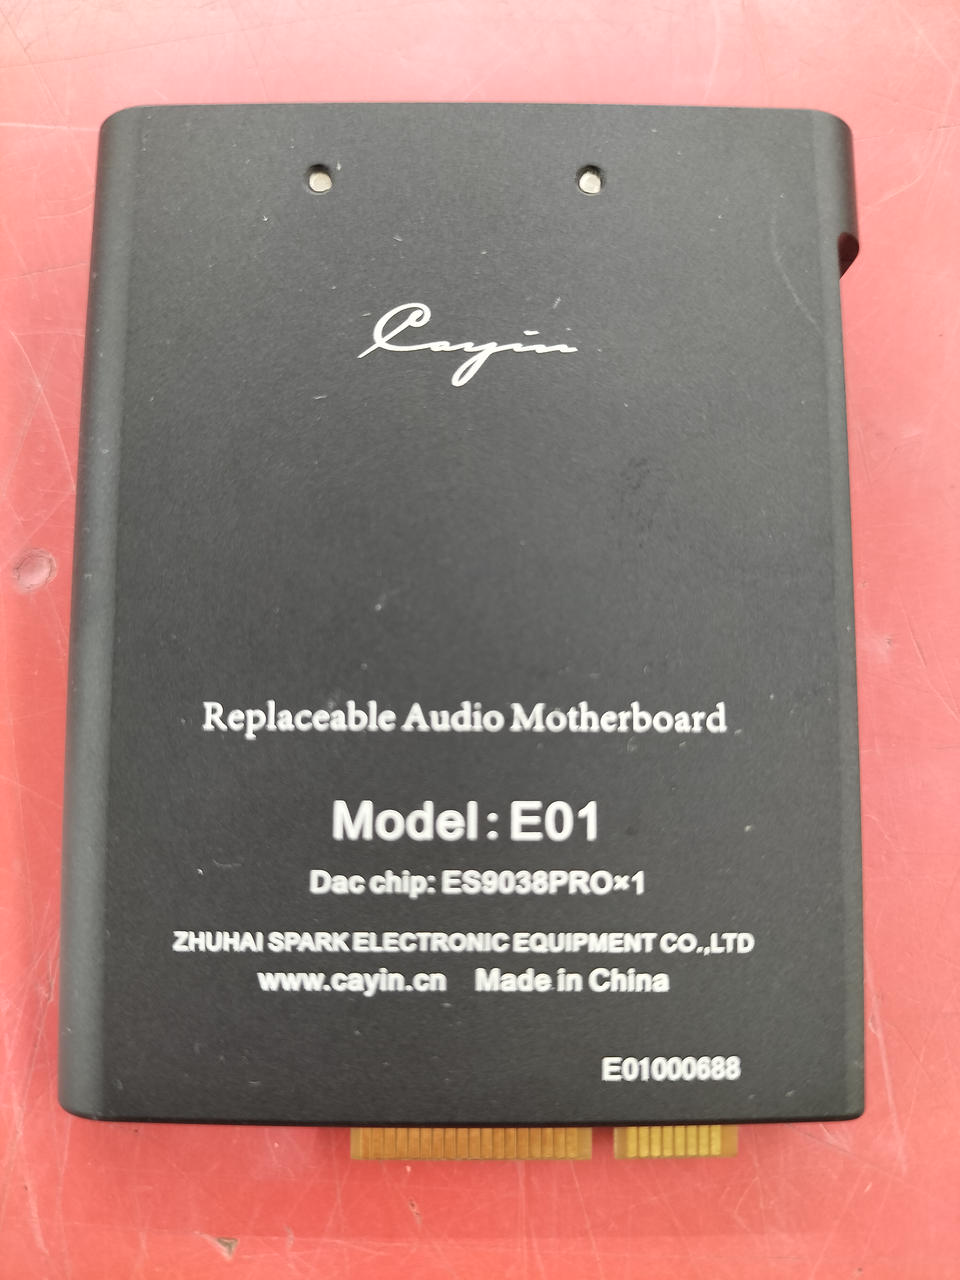 Cayin
Replaceable Audio Motherboard
Model: E01
Dac chip: ES9038PRO×1
ZHUHAI SPARK ELECTRONIC EQUIPMENT CO.,LTD
www.cayin.cn Made in China
E01000688